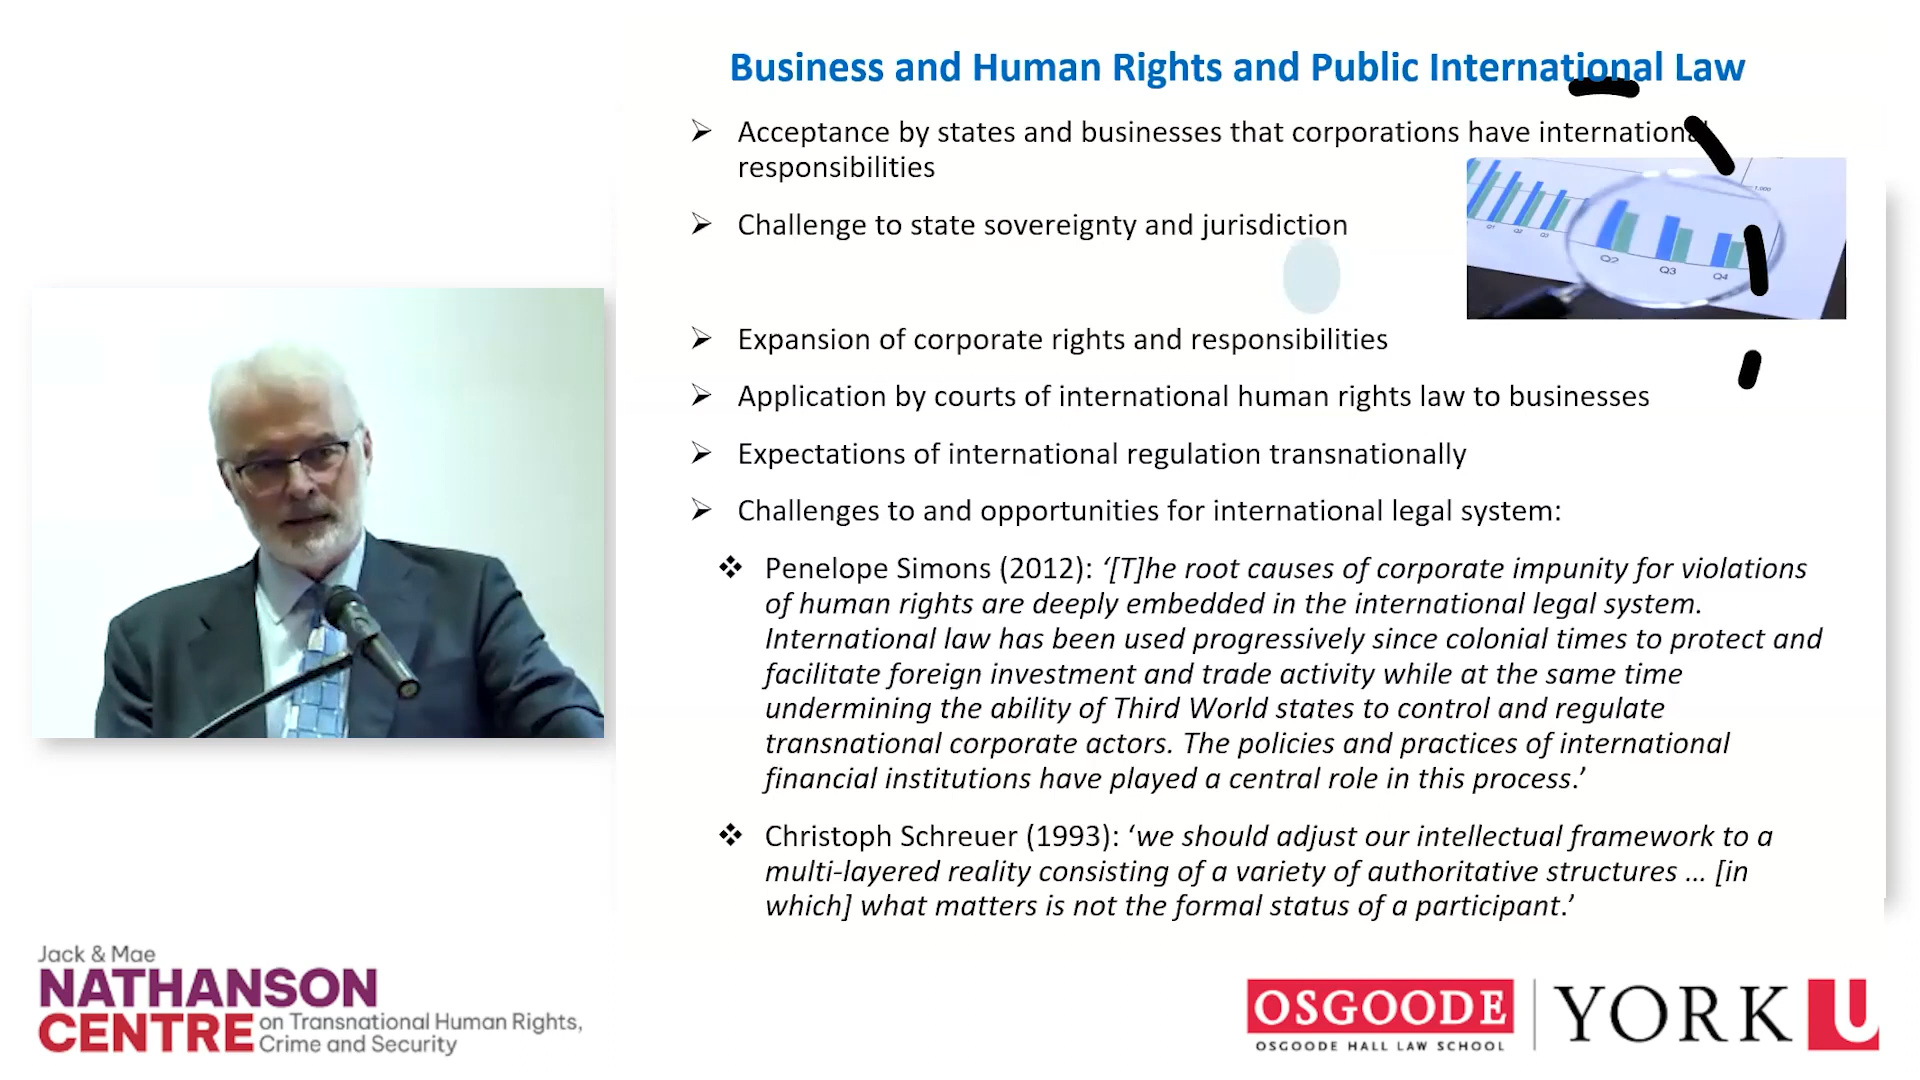 Business and Human Rights and Public International Law
Acceptance by states and businesses that corporations have international
responsibilities
Challenge to state sovereignty and jurisdiction
1,000
Q1 Q2 Q3
Q2 Q3 Q4
Expansion of corporate rights and responsibilities
Application by courts of international human rights law to businesses
Expectations of international regulation transnationally
Challenges to and opportunities for international legal system:
Penelope Simons (2012): ‘[T]he root causes of corporate impunity for violations
of human rights are deeply embedded in the international legal system.
International law has been used progressively since colonial times to protect and
facilitate foreign investment and trade activity while at the same time
undermining the ability of Third World states to control and regulate
transnational corporate actors. The policies and practices of international
financial institutions have played a central role in this process.’
Christoph Schreuer (1993): ‘we should adjust our intellectual framework to a
multi-layered reality consisting of a variety of authoritative structures … [in
which] what matters is not the formal status of a participant.’
Jack & Mae
NATHANSON
CENTRE on Transnational Human Rights,
Crime and Security
OSGOODE
OSGOODE HALL LAW SCHOOL
YORK U